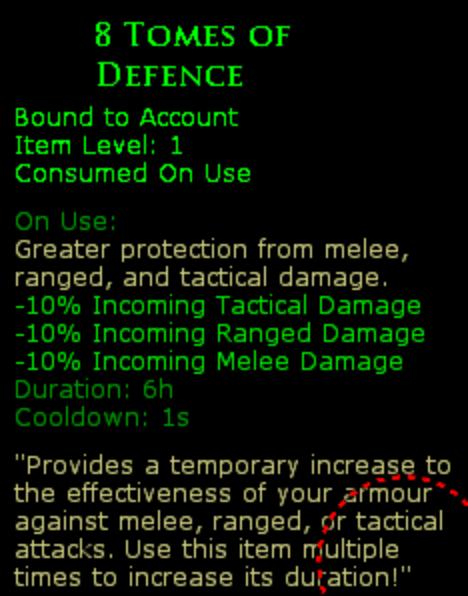 8 Tomes of
Defence
Bound to Account
Item Level: 1
Consumed On Use
On Use:
Greater protection from melee,
ranged, and tactical damage.
-10% Incoming Tactical Damage
-10% Incoming Ranged Damage
-10% Incoming Melee Damage
Duration: 6h
Cooldown: 1s
"Provides a temporary increase to
the effectiveness of your armour
against melee, ranged, or tactical
attacks. Use this item multiple
times to increase its duration!"